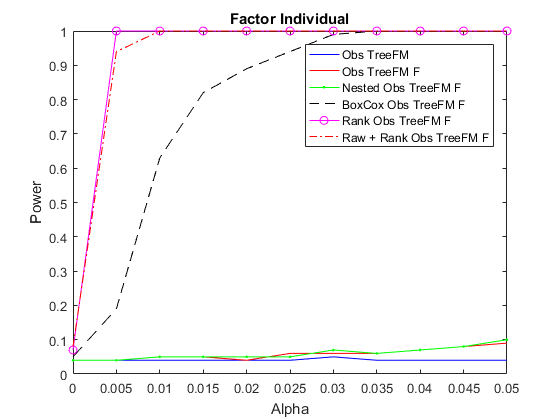 Factor Individual
1
0.9
0.8
0.7
0.6
0.5
0.4
0.3
0.2
0.1
0
Power
Obs TreeFM
Obs TreeFM F
Nested Obs TreeFM F
BoxCox Obs TreeFM F
Rank Obs TreeFM F
Raw + Rank Obs TreeFM F
0 0.005 0.01 0.015 0.02 0.025 0.03 0.035 0.04 0.045 0.05
Alpha